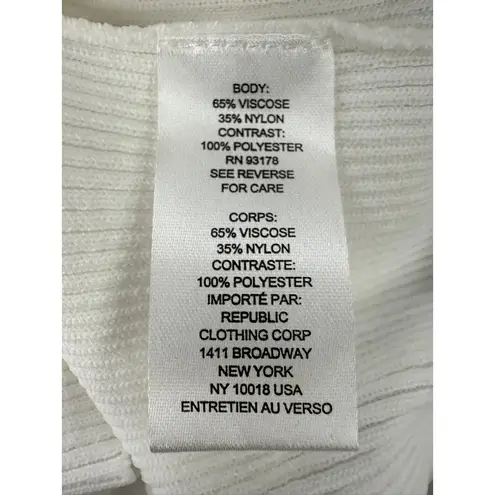 BODY:
65% VISCOSE
35% NYLON
CONTRAST:
100% POLYESTER
RN 93178
SEE REVERSE
FOR CARE
CORPS:
65% VISCOSE
35% NYLON
CONTRASTE:
100% POLYESTER
IMPORTÉ PAR:
REPUBLIC
CLOTHING CORP
1411 BROADWAY
NEW YORK
NY 10018 USA
ENTRETIEN AU VERSO